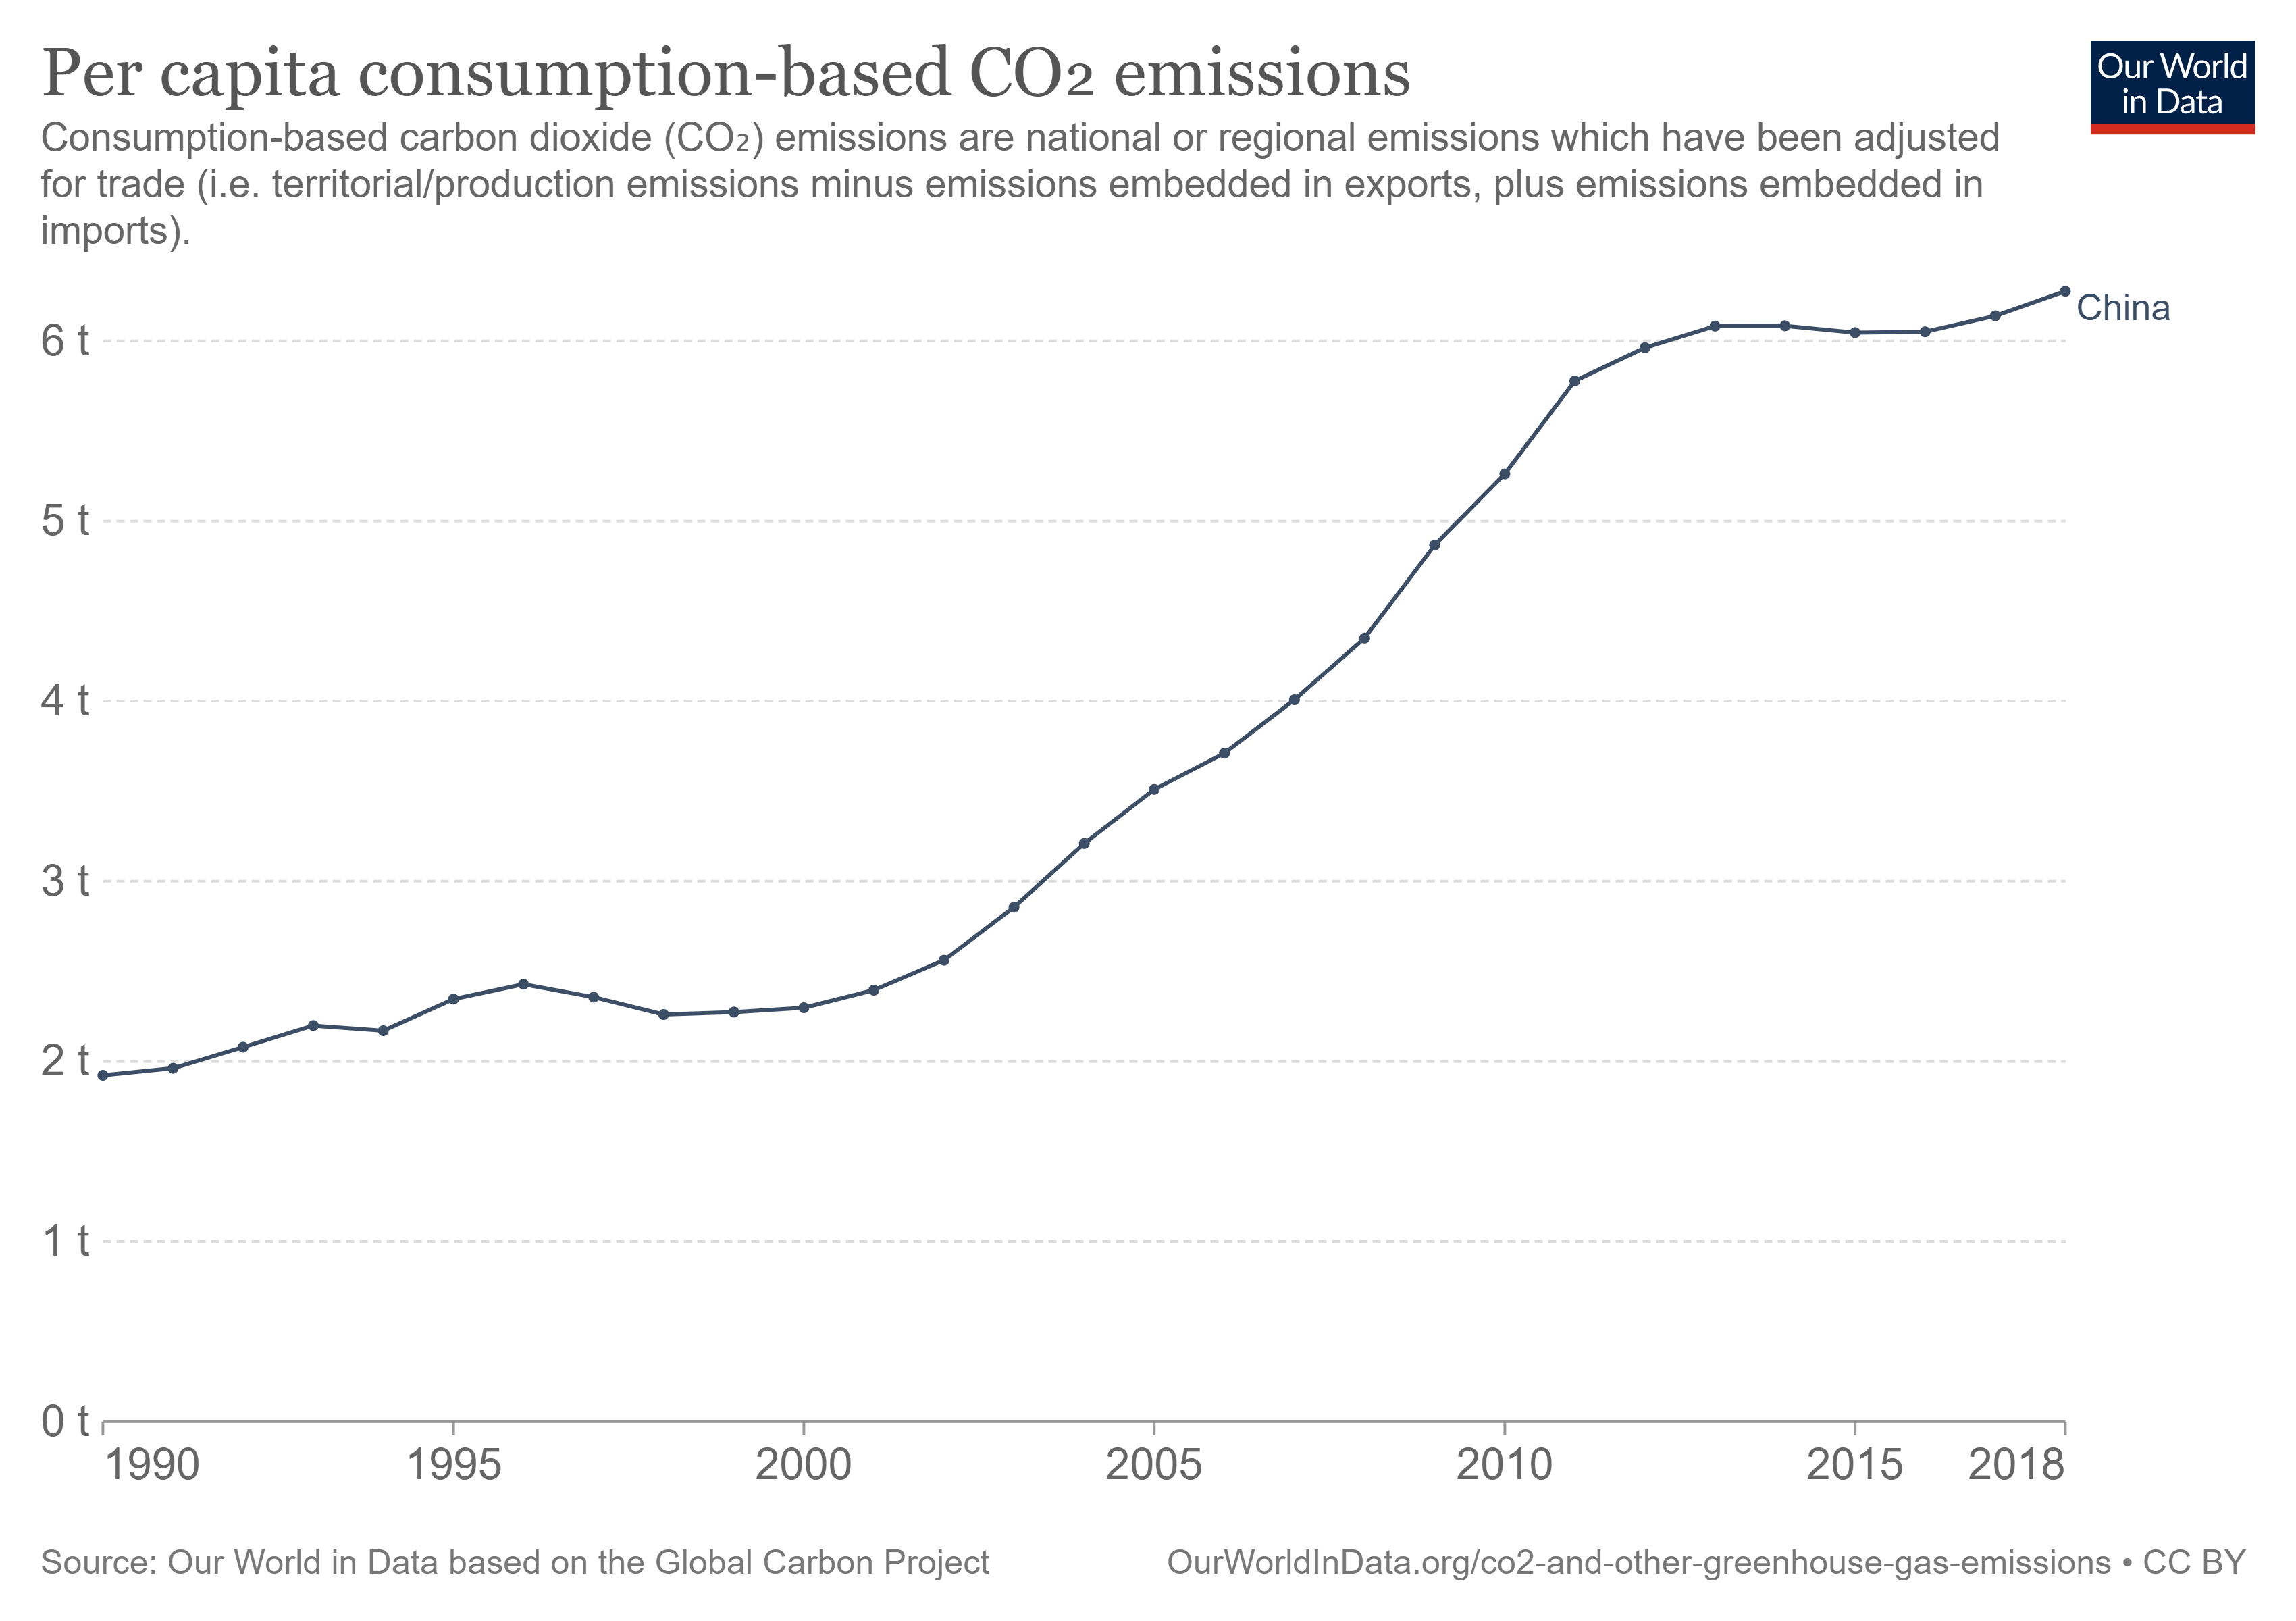 Per capita consumption-based CO₂ emissions
Our World
in Data
Consumption-based carbon dioxide (CO₂) emissions are national or regional emissions which have been adjusted
for trade (i.e. territorial/production emissions minus emissions embedded in exports, plus emissions embedded in
imports).
China
6 t
5 t
4 t
3 t
2 t
1 t
0 t
1990 1995 2000 2005 2010 2015 2018
Source: Our World in Data based on the Global Carbon Project
OurWorldInData.org/co2-and-other-greenhouse-gas-emissions • CC BY